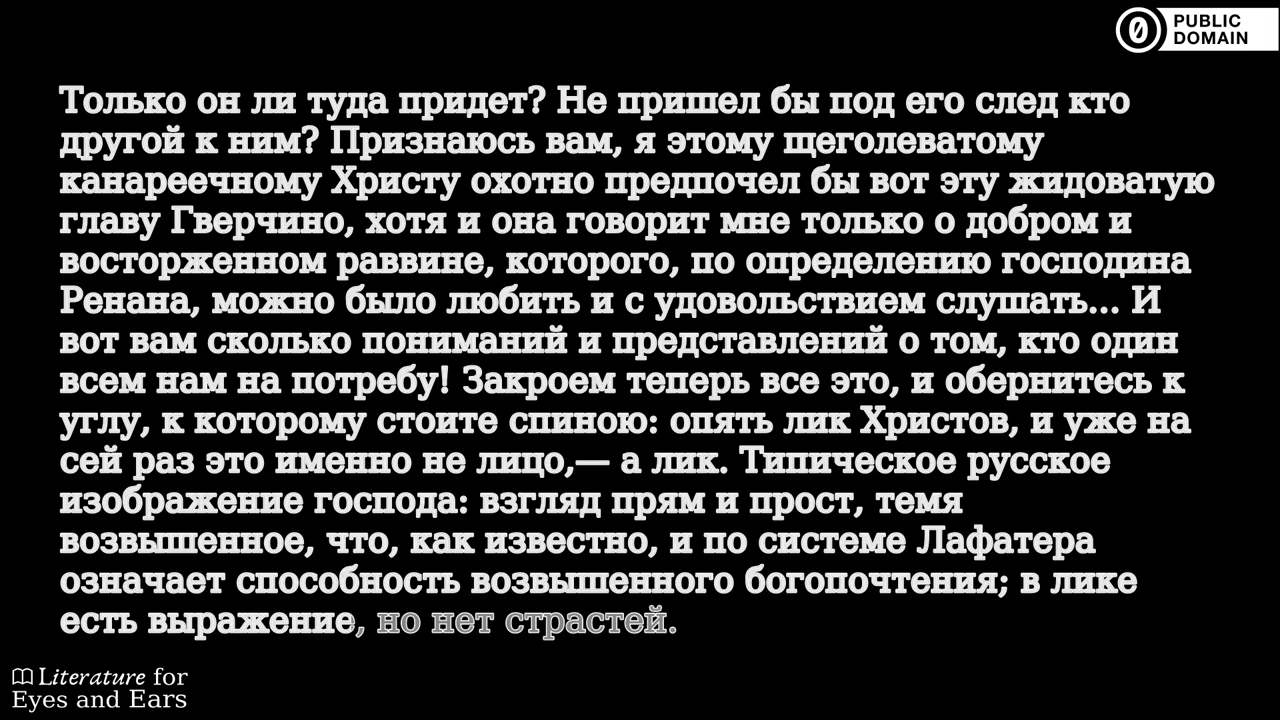 PUBLIC
DOMAIN
Только он ли туда придет? Не пришел бы под его след кто
другой к ним? Признаюсь вам, я этому щеголеватому
канареечному Христу охотно предпочел бы вот эту жидоватую
главу Гверчино, хотя и она говорит мне только о добром и
восторженном раввине, которого, по определению господина
Ренана, можно было любить и с удовольствием слушать... И
вот вам сколько пониманий и представлений о том, кто один
всем нам на потребу! Закроем теперь все это, и обернитесь к
углу, к которому стоите спиною: опять лик Христов, и уже на
сей раз это именно не лицо,— а лик. Типическое русское
изображение господа: взгляд прям и прост, темя
возвышенное, что, как известно, и по системе Лафатера
означает способность возвышенного богопочтения; в лике
есть выражение, но нет страстей.
Literature for
Eyes and Ears